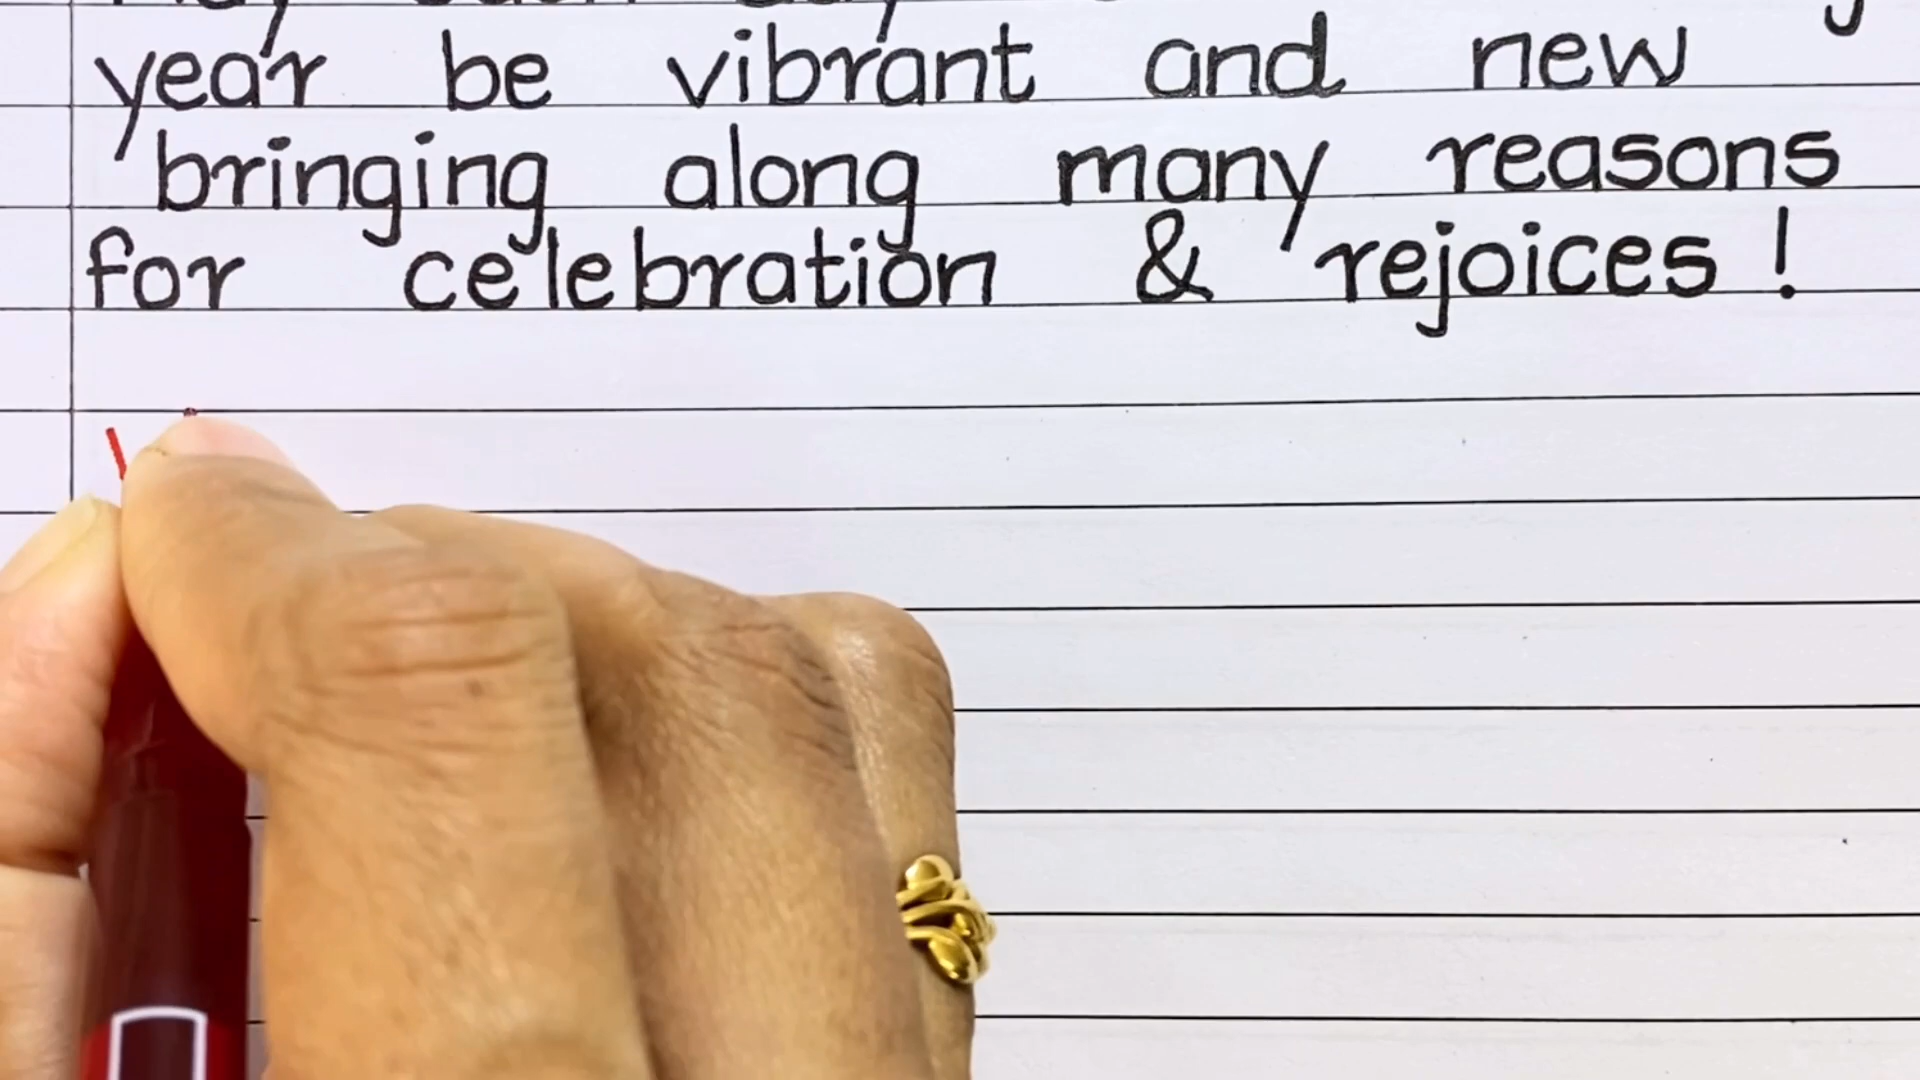 year be vibrant and new
bringing along many reasons
for celebration & rejoices !